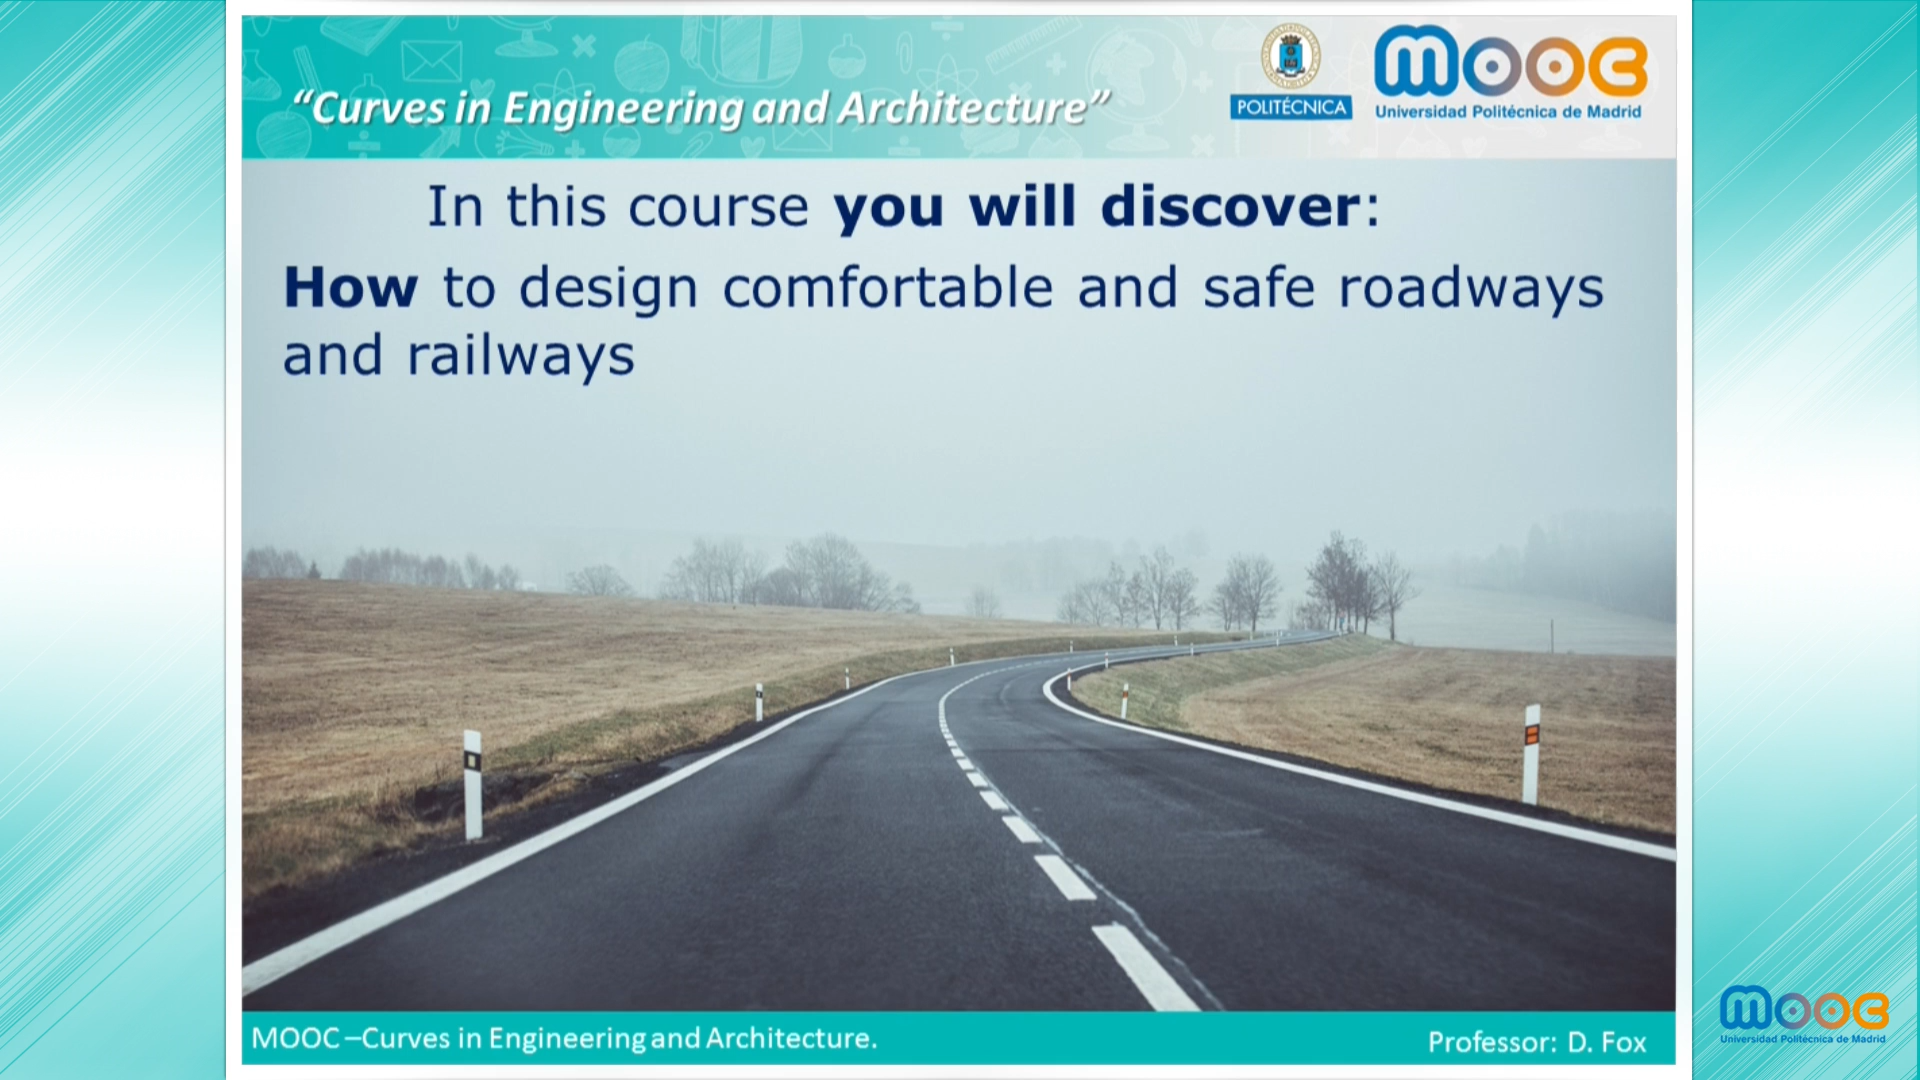 “Curves in Engineering and Architecture”
POLITÉCNICA
mooc
Universidad Politécnica de Madrid
In this course you will discover:
How to design comfortable and safe roadways
and railways
MOOC –Curves in Engineering and Architecture.
Professor: D. Fox
mooc
Universidad Politécnica de Madrid